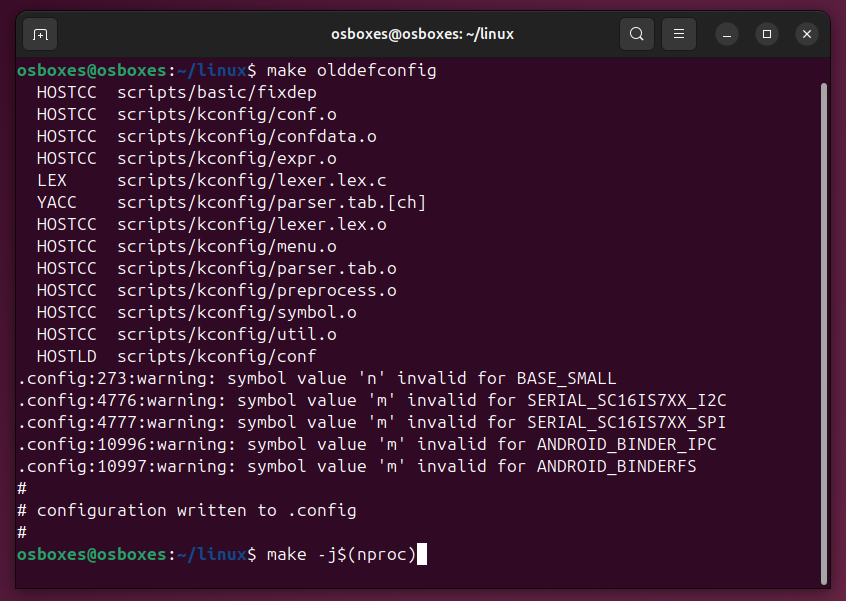 osboxes@osboxes: ~/linux
osboxes@osboxes:~/linux$ make olddefconfig
  HOSTCC  scripts/basic/fixdep
  HOSTCC  scripts/kconfig/conf.o
  HOSTCC  scripts/kconfig/confdata.o
  HOSTCC  scripts/kconfig/expr.o
  LEX     scripts/kconfig/lexer.lex.c
  YACC    scripts/kconfig/parser.tab.[ch]
  HOSTCC  scripts/kconfig/lexer.lex.o
  HOSTCC  scripts/kconfig/menu.o
  HOSTCC  scripts/kconfig/parser.tab.o
  HOSTCC  scripts/kconfig/preprocess.o
  HOSTCC  scripts/kconfig/symbol.o
  HOSTCC  scripts/kconfig/util.o
  HOSTLD  scripts/kconfig/conf
.config:273:warning: symbol value 'n' invalid for BASE_SMALL
.config:4776:warning: symbol value 'm' invalid for SERIAL_SC16IS7XX_I2C
.config:4777:warning: symbol value 'm' invalid for SERIAL_SC16IS7XX_SPI
.config:10996:warning: symbol value 'm' invalid for ANDROID_BINDER_IPC
.config:10997:warning: symbol value 'm' invalid for ANDROID_BINDERFS
#
# configuration written to .config
#
osboxes@osboxes:~/linux$ make -j$(nproc)